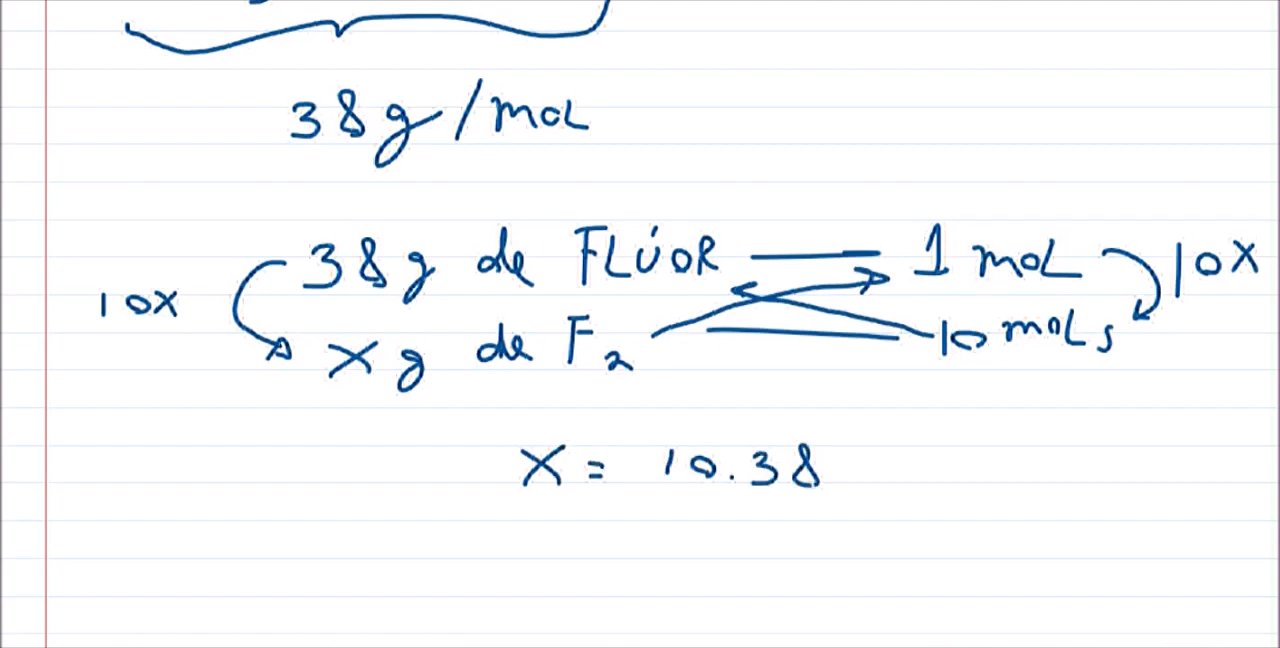 38g/mol
38g de FLÚOR 1 mol 10x
10x
xg de F2 10 mols
X = 10.38